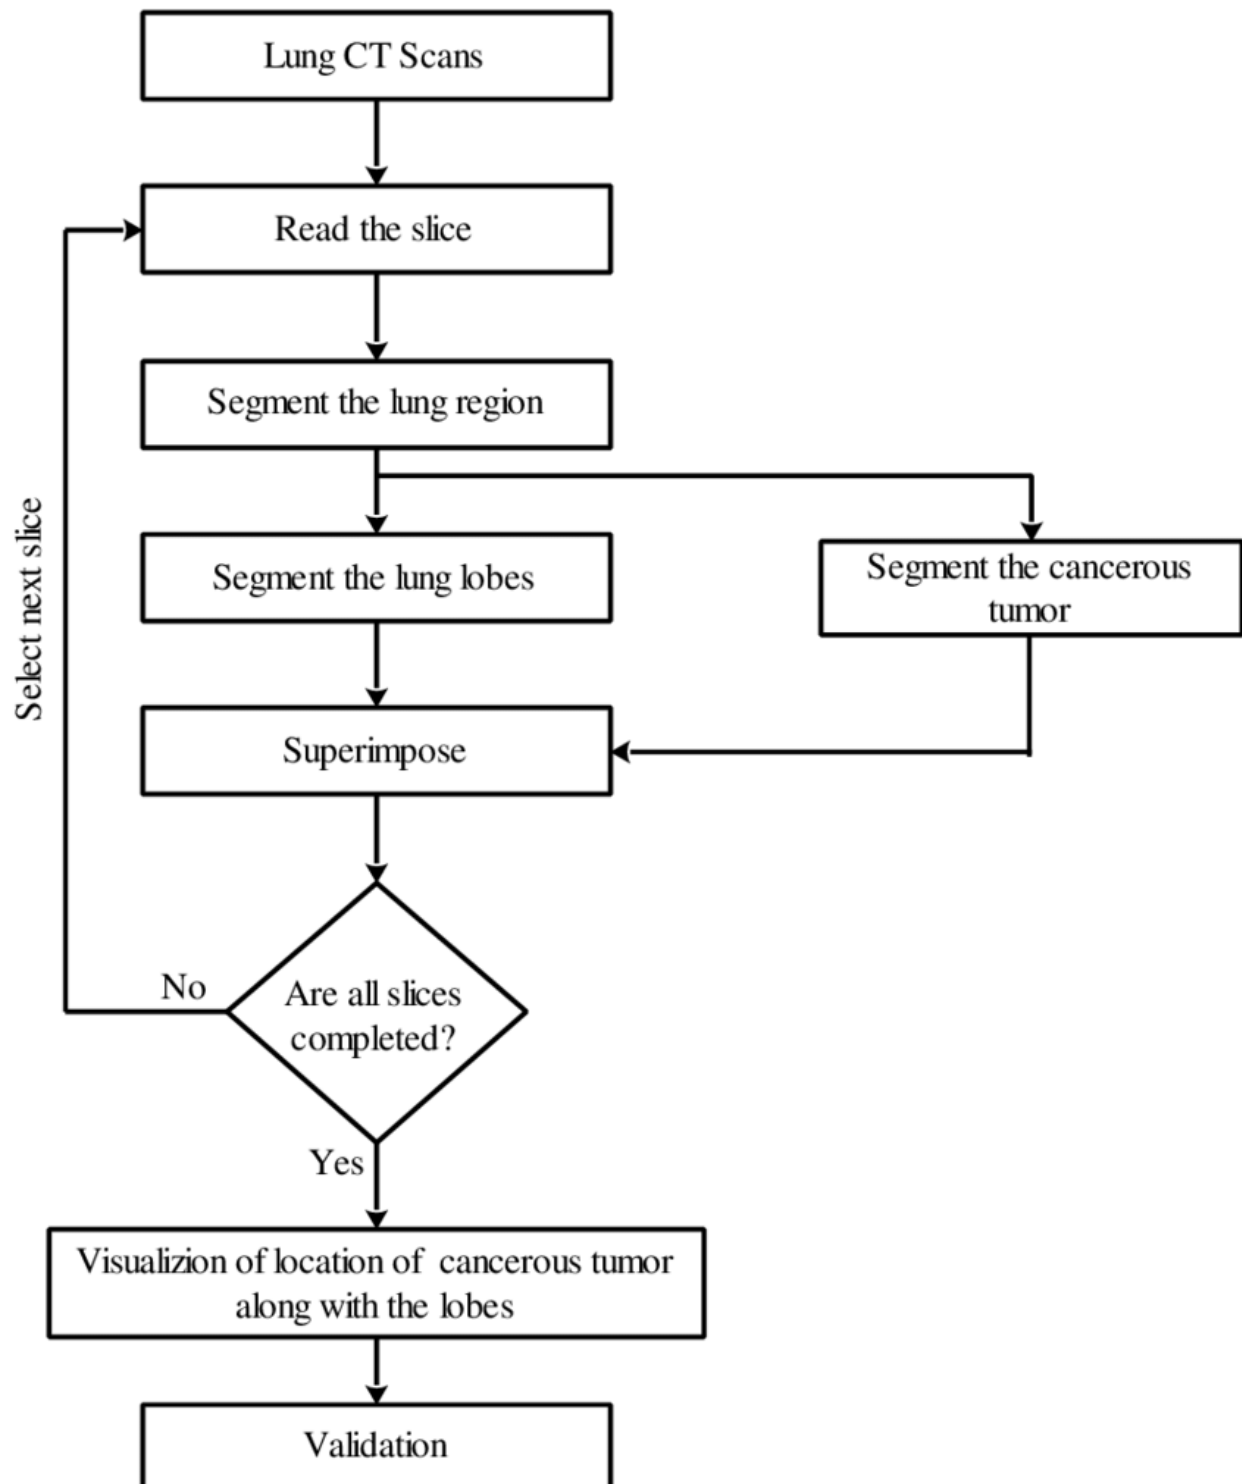 Lung CT Scans
Read the slice
Segment the lung region
Segment the lung lobes
Segment the cancerous
tumor
Superimpose
Select next slice
Are all slices
completed?
No
Yes
Visualizion of location of cancerous tumor
along with the lobes
Validation